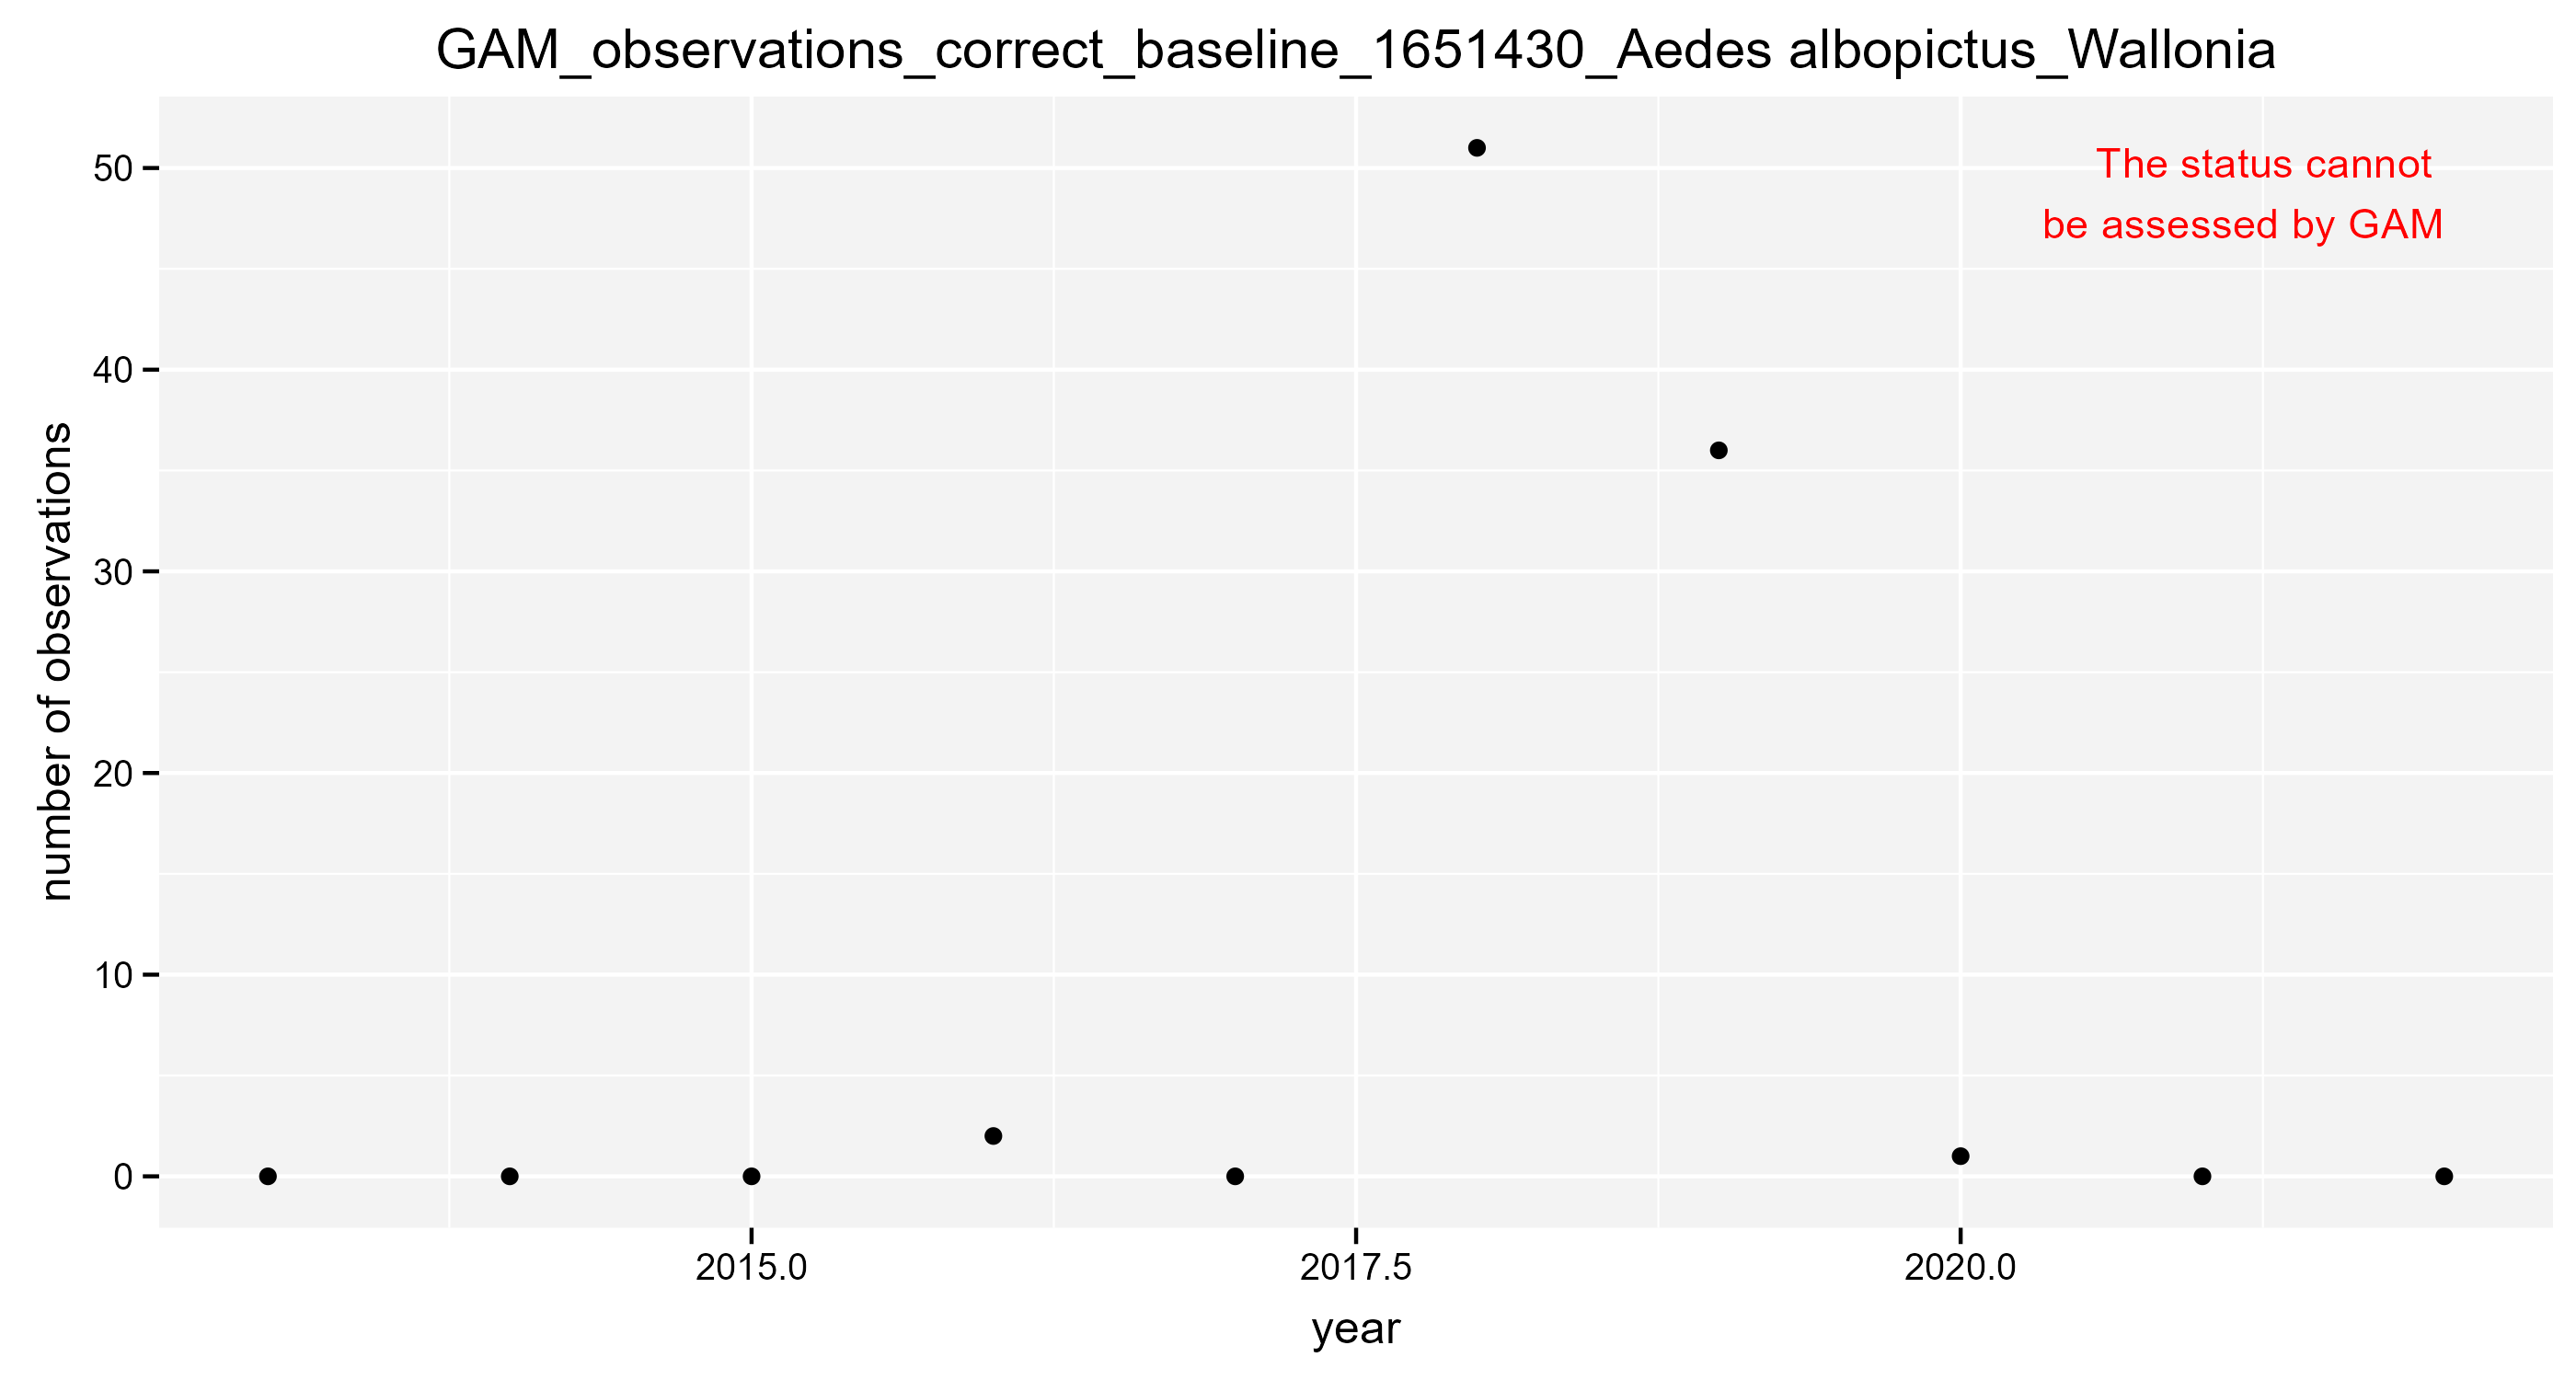 GAM_observations_correct_baseline_1651430_Aedes albopictus_Wallonia
The status cannot
be assessed by GAM
50
40
30
20
10
0
number of observations
2015.0
2017.5
2020.0
year